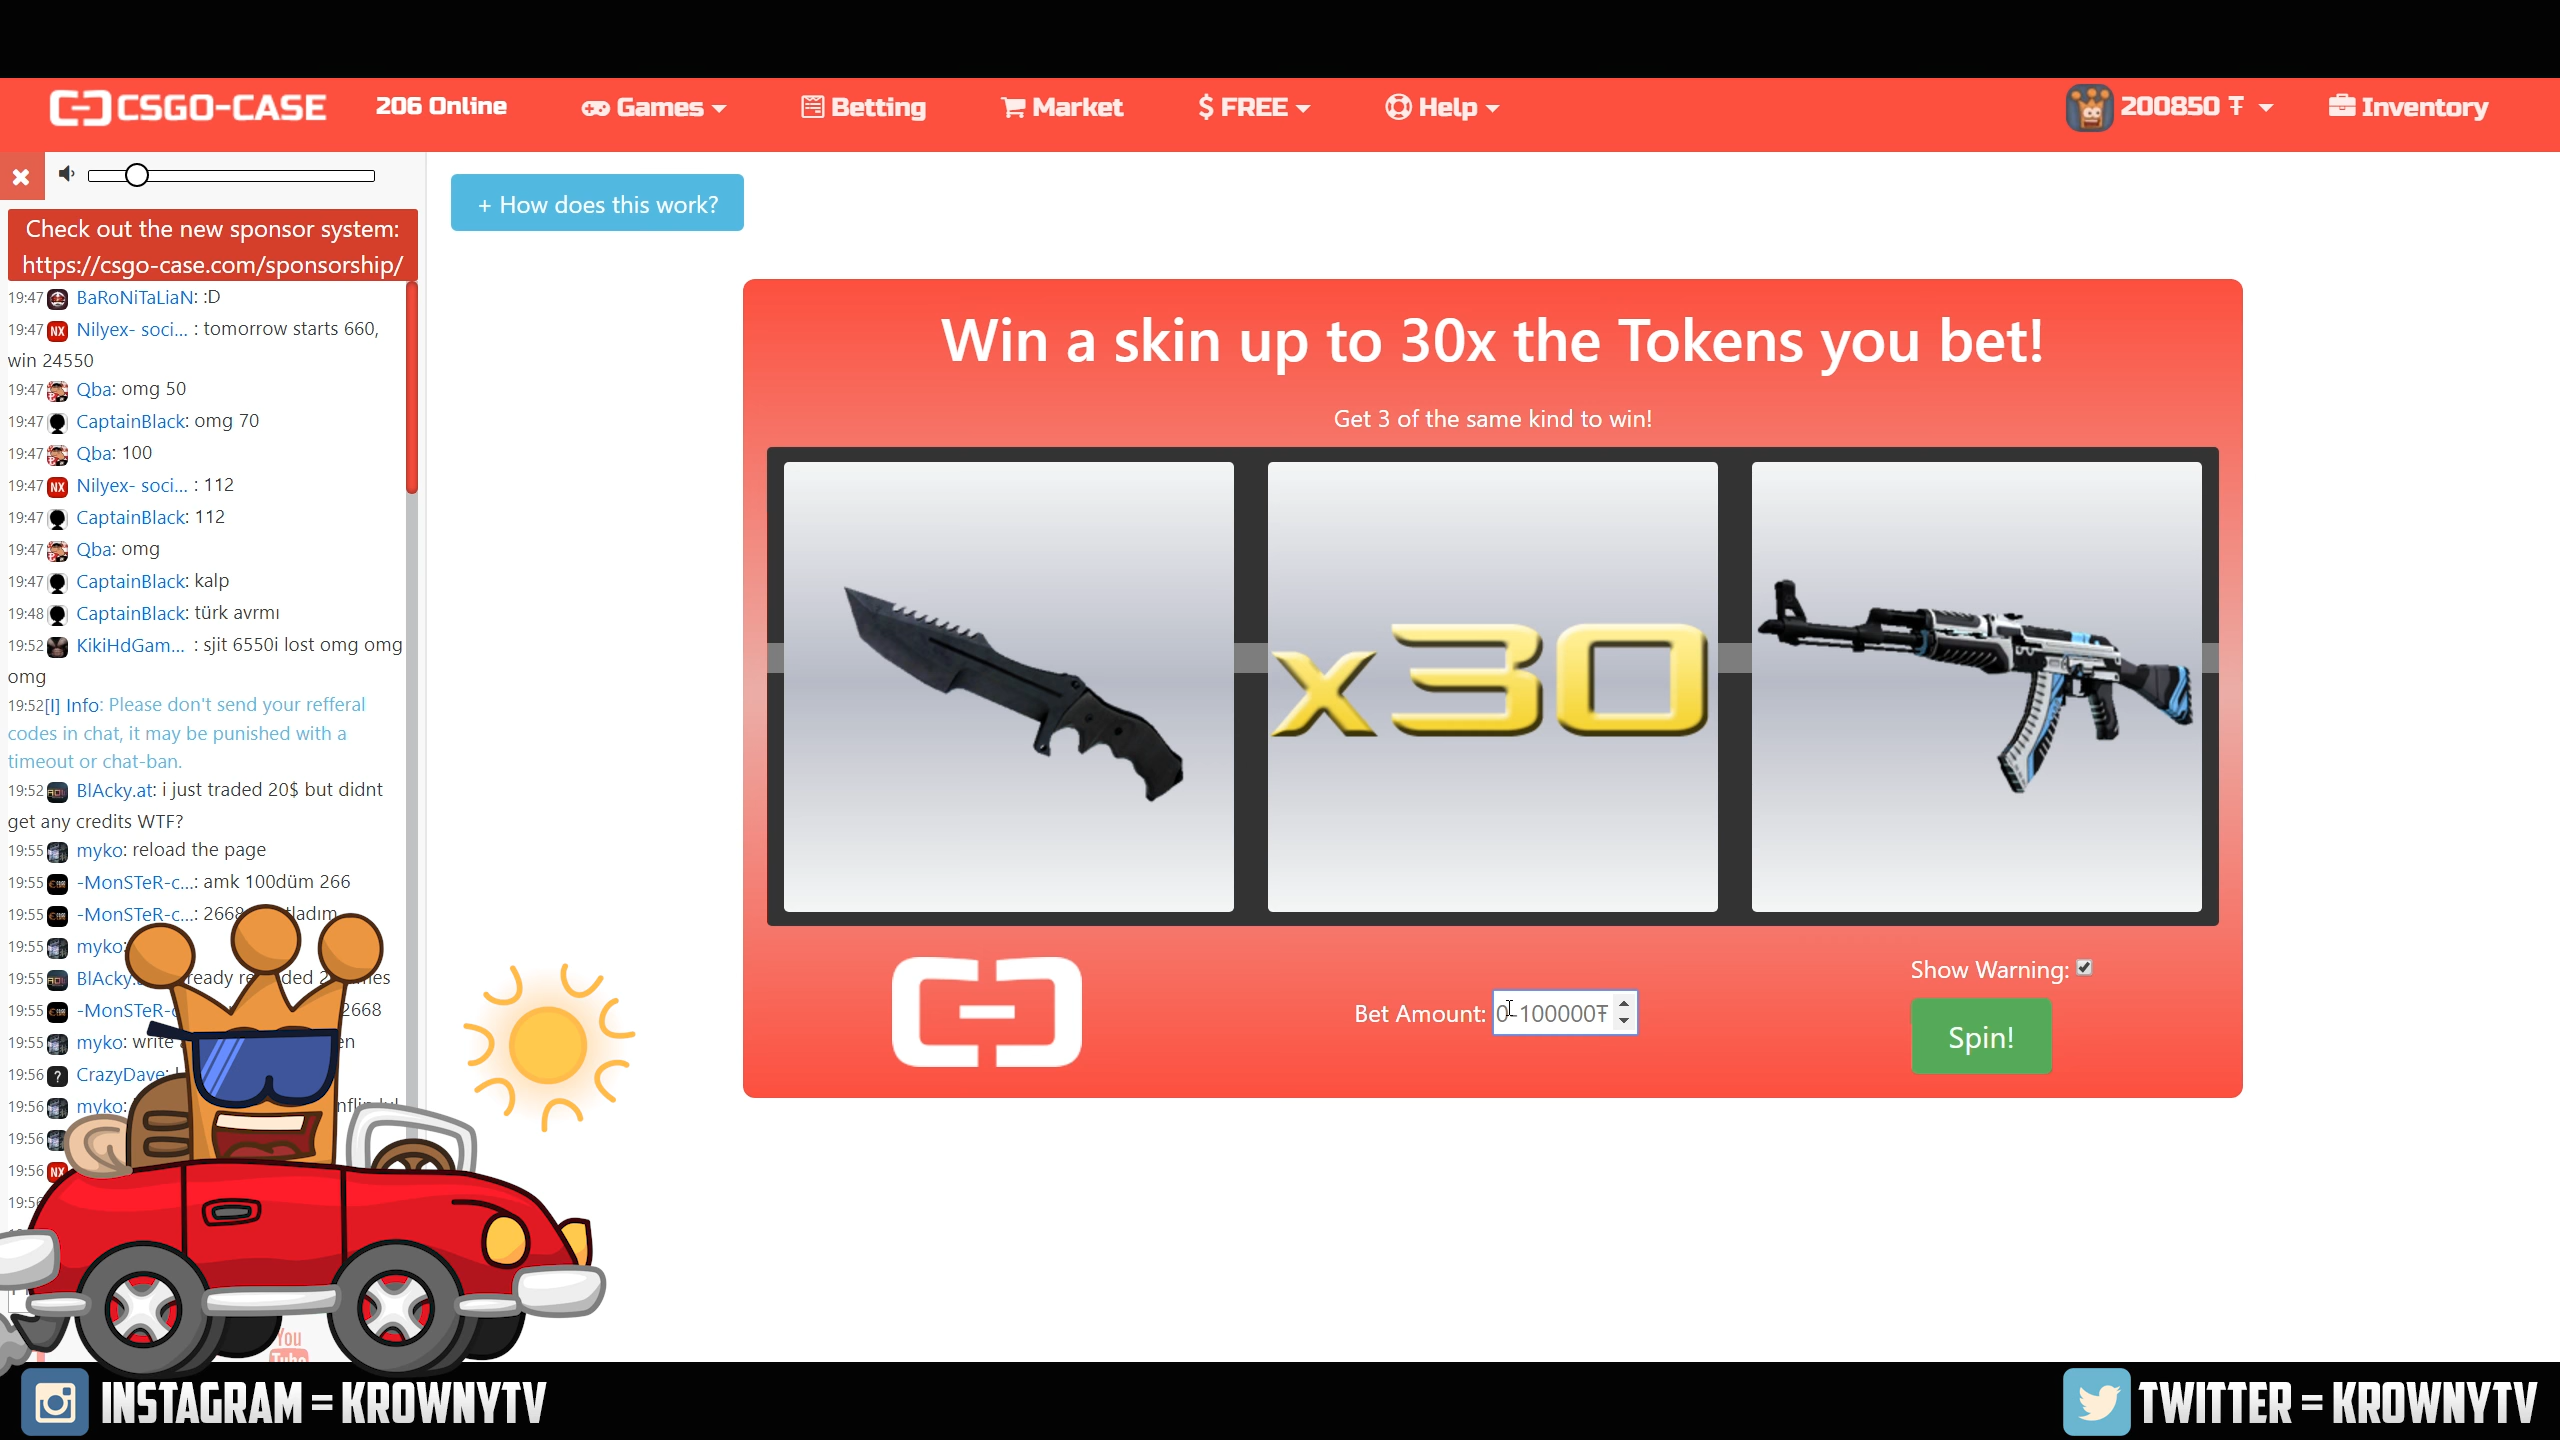 CSGO-CASE
206 Online
Games
Betting
Market
$ FREE
Help
200850 Ŧ
Inventory
+ How does this work?
Check out the new sponsor system:
https://csgo-case.com/sponsorship/
19:47 BaRoNiTaLiaN: :D
19:47 NX Nilyex- soci... : tomorrow starts 660,
win 24550
19:47 Qba: omg 50
19:47 CaptainBlack: omg 70
19:47 Qba: 100
19:47 NX Nilyex- soci... : 112
19:47 CaptainBlack: 112
19:47 Qba: omg
19:47 CaptainBlack: kalp
19:48 CaptainBlack: türk avrmı
19:52 KikiHdGam... : sjit 6550i lost omg omg
omg
19:52[I] Info: Please don't send your refferal
codes in chat, it may be punished with a
timeout or chat-ban.
19:52 BlAcky.at: i just traded 20$ but didnt
get any credits WTF?
19:55 myko: reload the page
19:55 -MonSTeR-c...: amk 100düm 266
19:55 -MonSTeR-c...: 2668
19:55 myko:
19:55
19:55 2668
19:55 myko: write
19:56 CrazyDave:
19:56 myko:
19:56
19:56 NX
Win a skin up to 30x the Tokens you bet!
Get 3 of the same kind to win!
x30
Bet Amount: 0-100000Ŧ
Show Warning:
Spin!
You
Tube
INSTAGRAM = KROWNYTV
TWITTER = KROWNYTV